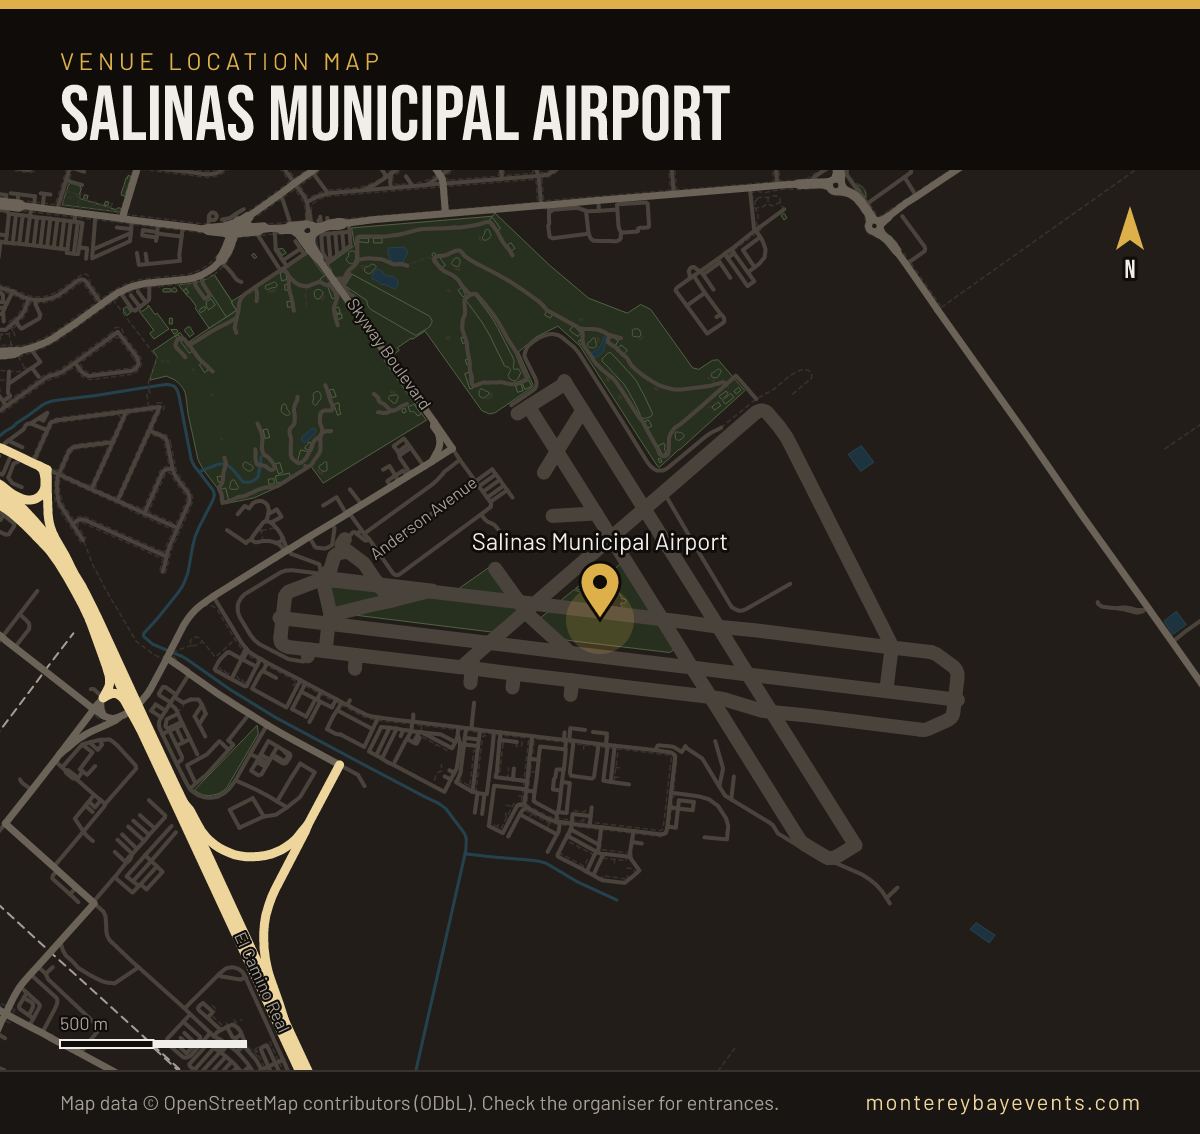 VENUE LOCATION MAP
SALINAS MUNICIPAL AIRPORT
N
Skyway Boulevard
Anderson Avenue
Salinas Municipal Airport
El Camino Real
500 m
Map data © OpenStreetMap contributors (ODbL). Check the organiser for entrances.
montereybayevents.com